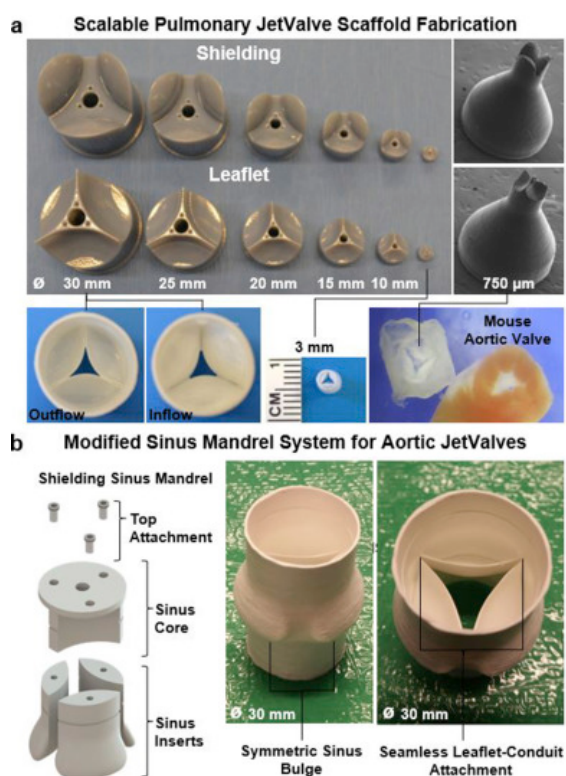 a Scalable Pulmonary JetValve Scaffold Fabrication
Shielding
Leaflet
Ø 30 mm 25 mm 20 mm 15 mm 10 mm 750 µm
Outflow
Inflow
3 mm
CM 1
Mouse
Aortic Valve
b Modified Sinus Mandrel System for Aortic JetValves
Shielding Sinus Mandrel
Top
Attachment
Sinus
Core
Sinus
Inserts
Ø 30 mm
Ø 30 mm
Symmetric Sinus
Bulge
Seamless Leaflet-Conduit
Attachment